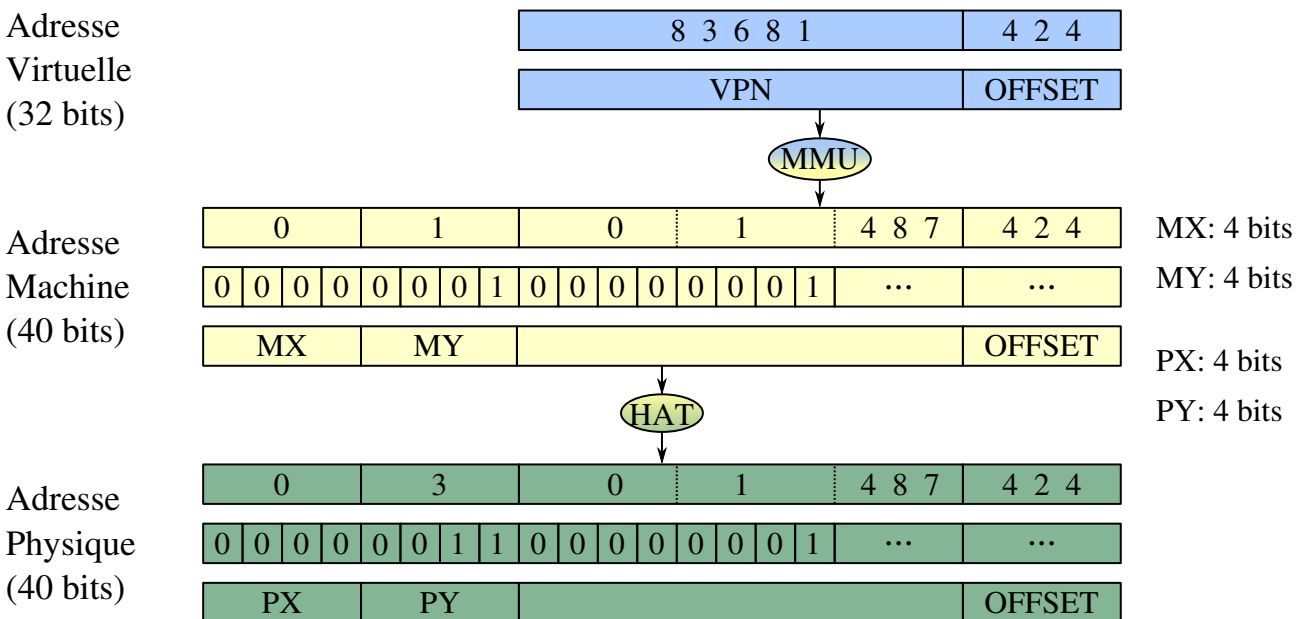 Adresse
Virtuelle
(32 bits)
8 3 6 8 1 4 2 4
VPN OFFSET
MMU
Adresse
Machine
(40 bits)
0 1 0 1 4 8 7 4 2 4
0 0 0 0 0 0 0 1 0 0 0 0 0 0 0 1 ... ...
MX MY OFFSET
MX: 4 bits
MY: 4 bits
PX: 4 bits
PY: 4 bits
HAT
Adresse
Physique
(40 bits)
0 3 0 1 4 8 7 4 2 4
0 0 0 0 0 0 1 1 0 0 0 0 0 0 0 1 ... ...
PX PY OFFSET